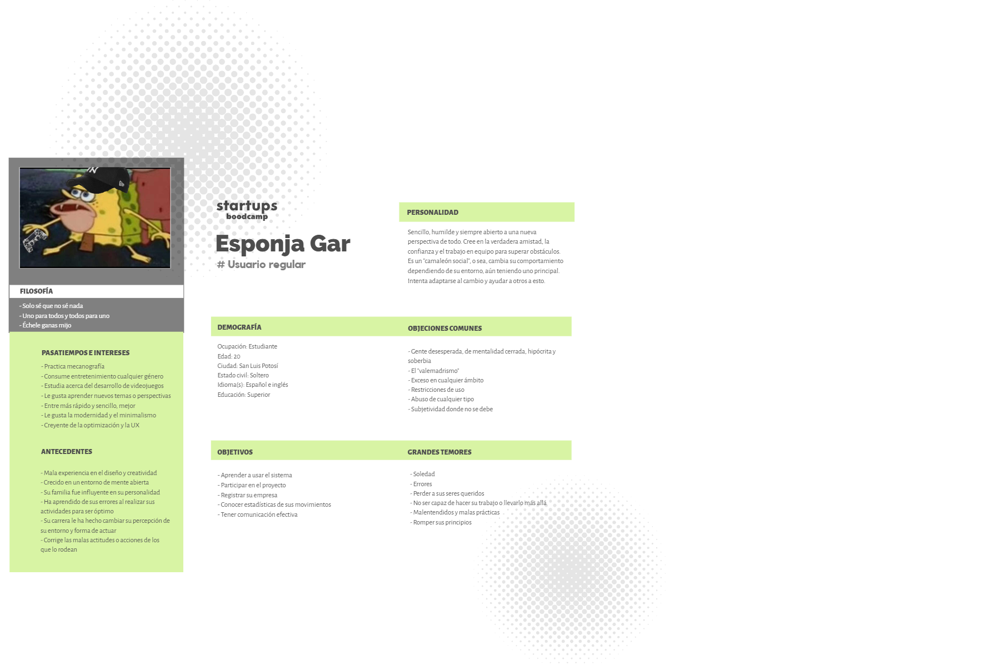 FILOSOFÍA
- Solo sé que no sé nada
- Uno para todos y todos para uno
- Échele ganas mijo
PASATIEMPOS E INTERESES
- Practica mecanografía
- Consume entretenimiento cualquier género
- Estudia acerca del desarrollo de videojuegos
- Le gusta aprender nuevos temas o perspectivas
- Entre más rápido y sencillo, mejor
- Le gusta la modernidad y el minimalismo
- Creyente de la optimización y la UX
ANTECEDENTES
- Mala experiencia en el diseño y creatividad
- Crecido en un entorno de mente abierta
- Su familia fue influyente en su personalidad
- Ha aprendido de sus errores al realizar sus
actividades para ser óptimo
- Su carrera le ha hecho cambiar su percepción de
su entorno y forma de actuar
- Corrige las malas actitudes o acciones de los
que lo rodean
startups
boodcamp
Esponja Gar
# Usuario regular
PERSONALIDAD
Sencillo, humilde y siempre abierto a una nueva
perspectiva de todo. Cree en la verdadera amistad, la
confianza y el trabajo en equipo para superar obstáculos.
Es un "camaleón social", o sea, cambia su comportamiento
dependiendo de su entorno, aún teniendo uno principal.
Intenta adaptarse al cambio y ayudar a otros a esto.
DEMOGRAFÍA
Ocupación: Estudiante
Edad: 20
Ciudad: San Luis Potosí
Estado civil: Soltero
Idioma(s): Español e inglés
Educación: Superior
OBJECIONES COMUNES
- Gente desesperada, de mentalidad cerrada, hipócrita y
soberbia
- El "valemadrismo"
- Exceso en cualquier ámbito
- Restricciones de uso
- Abuso de cualquier tipo
- Subjetividad donde no se debe
OBJETIVOS
- Aprender a usar el sistema
- Participar en el proyecto
- Registrar su empresa
- Conocer estadísticas de sus movimientos
- Tener comunicación efectiva
GRANDES TEMORES
- Soledad
- Errores
- Perder a sus seres queridos
- No ser capaz de hacer su trabajo o llevarlo más allá
- Malentendidos y malas prácticas
- Romper sus principios